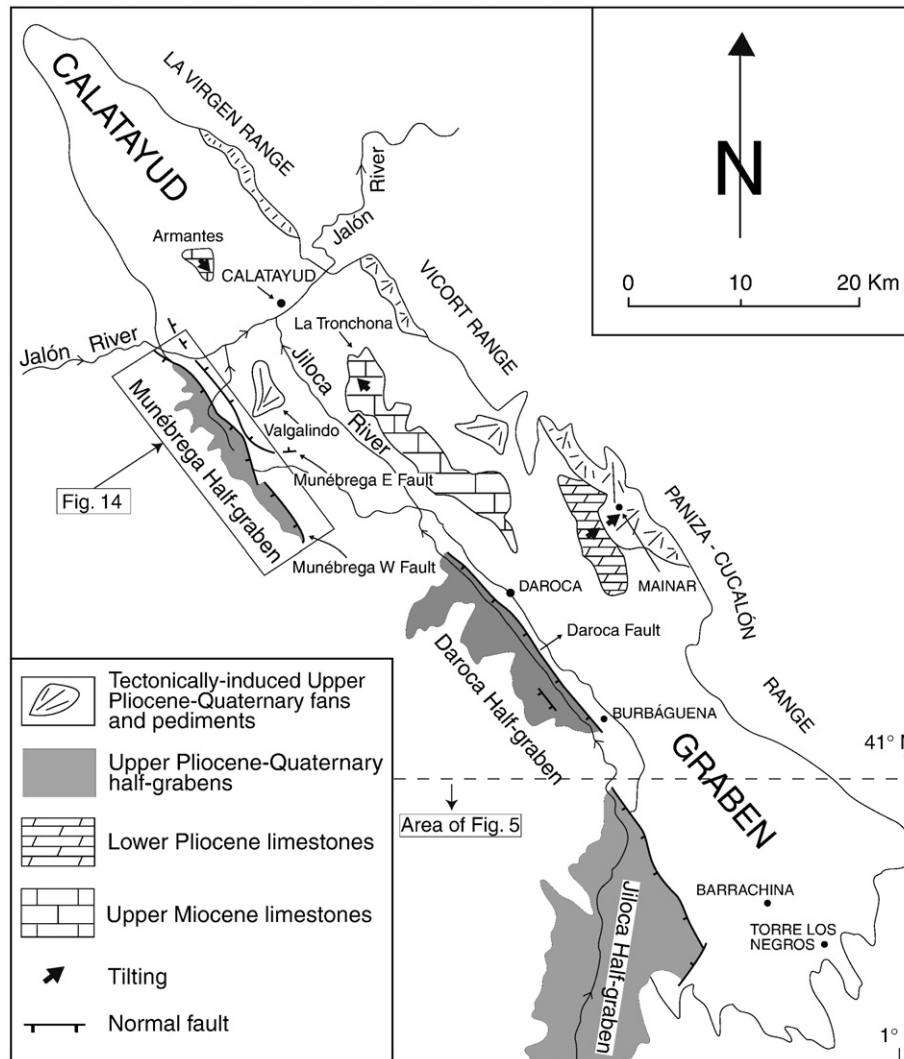 CALATAYUD
LA VIRGEN RANGE
N
0 10 20 Km
Jalón River
Armantes
CALATAYUD
VICORT RANGE
La Tronchona
Jalón River
Jiloca River
Munébrega Half-graben
Valgalindo
Munébrega E Fault
Fig. 14
Munébrega W Fault
PANIZA - CUCALÓN RANGE
MAINAR
DAROCA
Daroca Fault
Daroca Half-graben
BURBÁGUENA
GRABEN
41° N
Area of Fig. 5
Jiloca Half-graben
BARRACHINA
TORRE LOS
NEGROS
1°
Tectonically-induced Upper
Pliocene-Quaternary fans
and pediments
Upper Pliocene-Quaternary
half-grabens
Lower Pliocene limestones
Upper Miocene limestones
Tilting
Normal fault